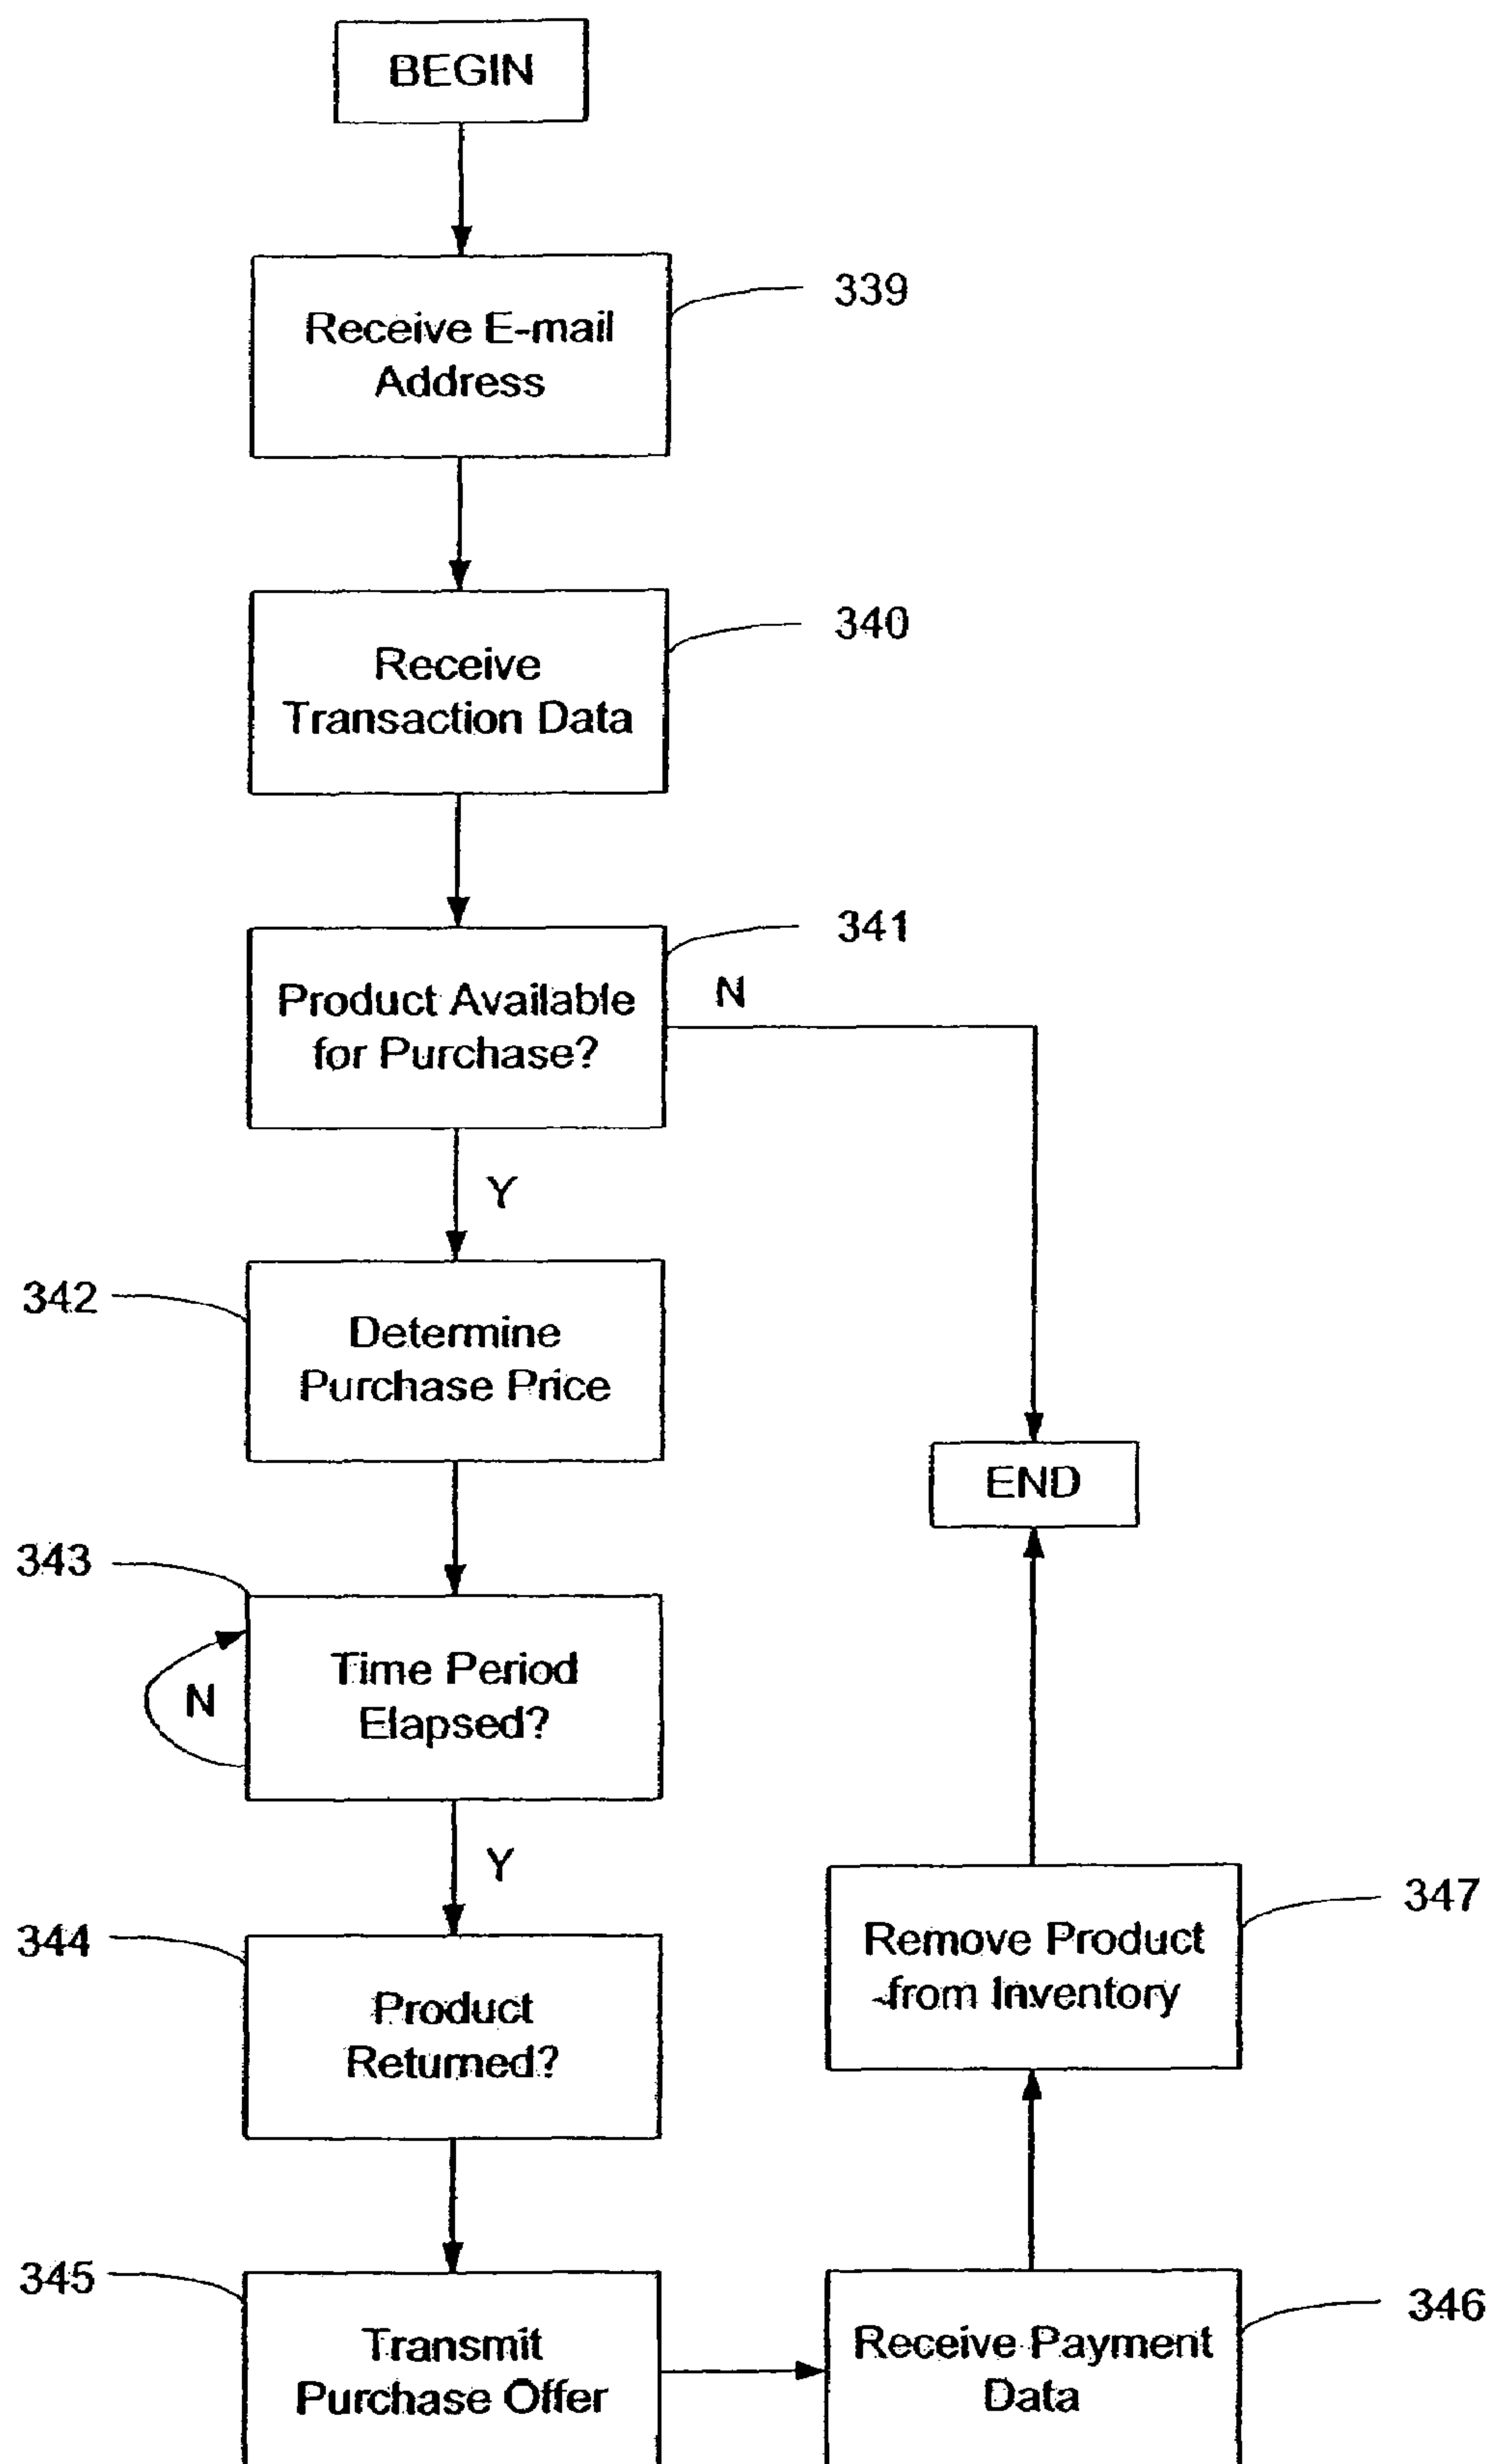 BEGIN
Receive E-mail
Address
339
Receive
Transaction Data
340
Product Available
for Purchase?
341
N
Y
342
Determine
Purchase Price
END
343
Time Period
Elapsed?
N
Y
344
Product
Returned?
Remove Product
from Inventory
347
345
Transmit
Purchase Offer
Receive Payment
Data
346